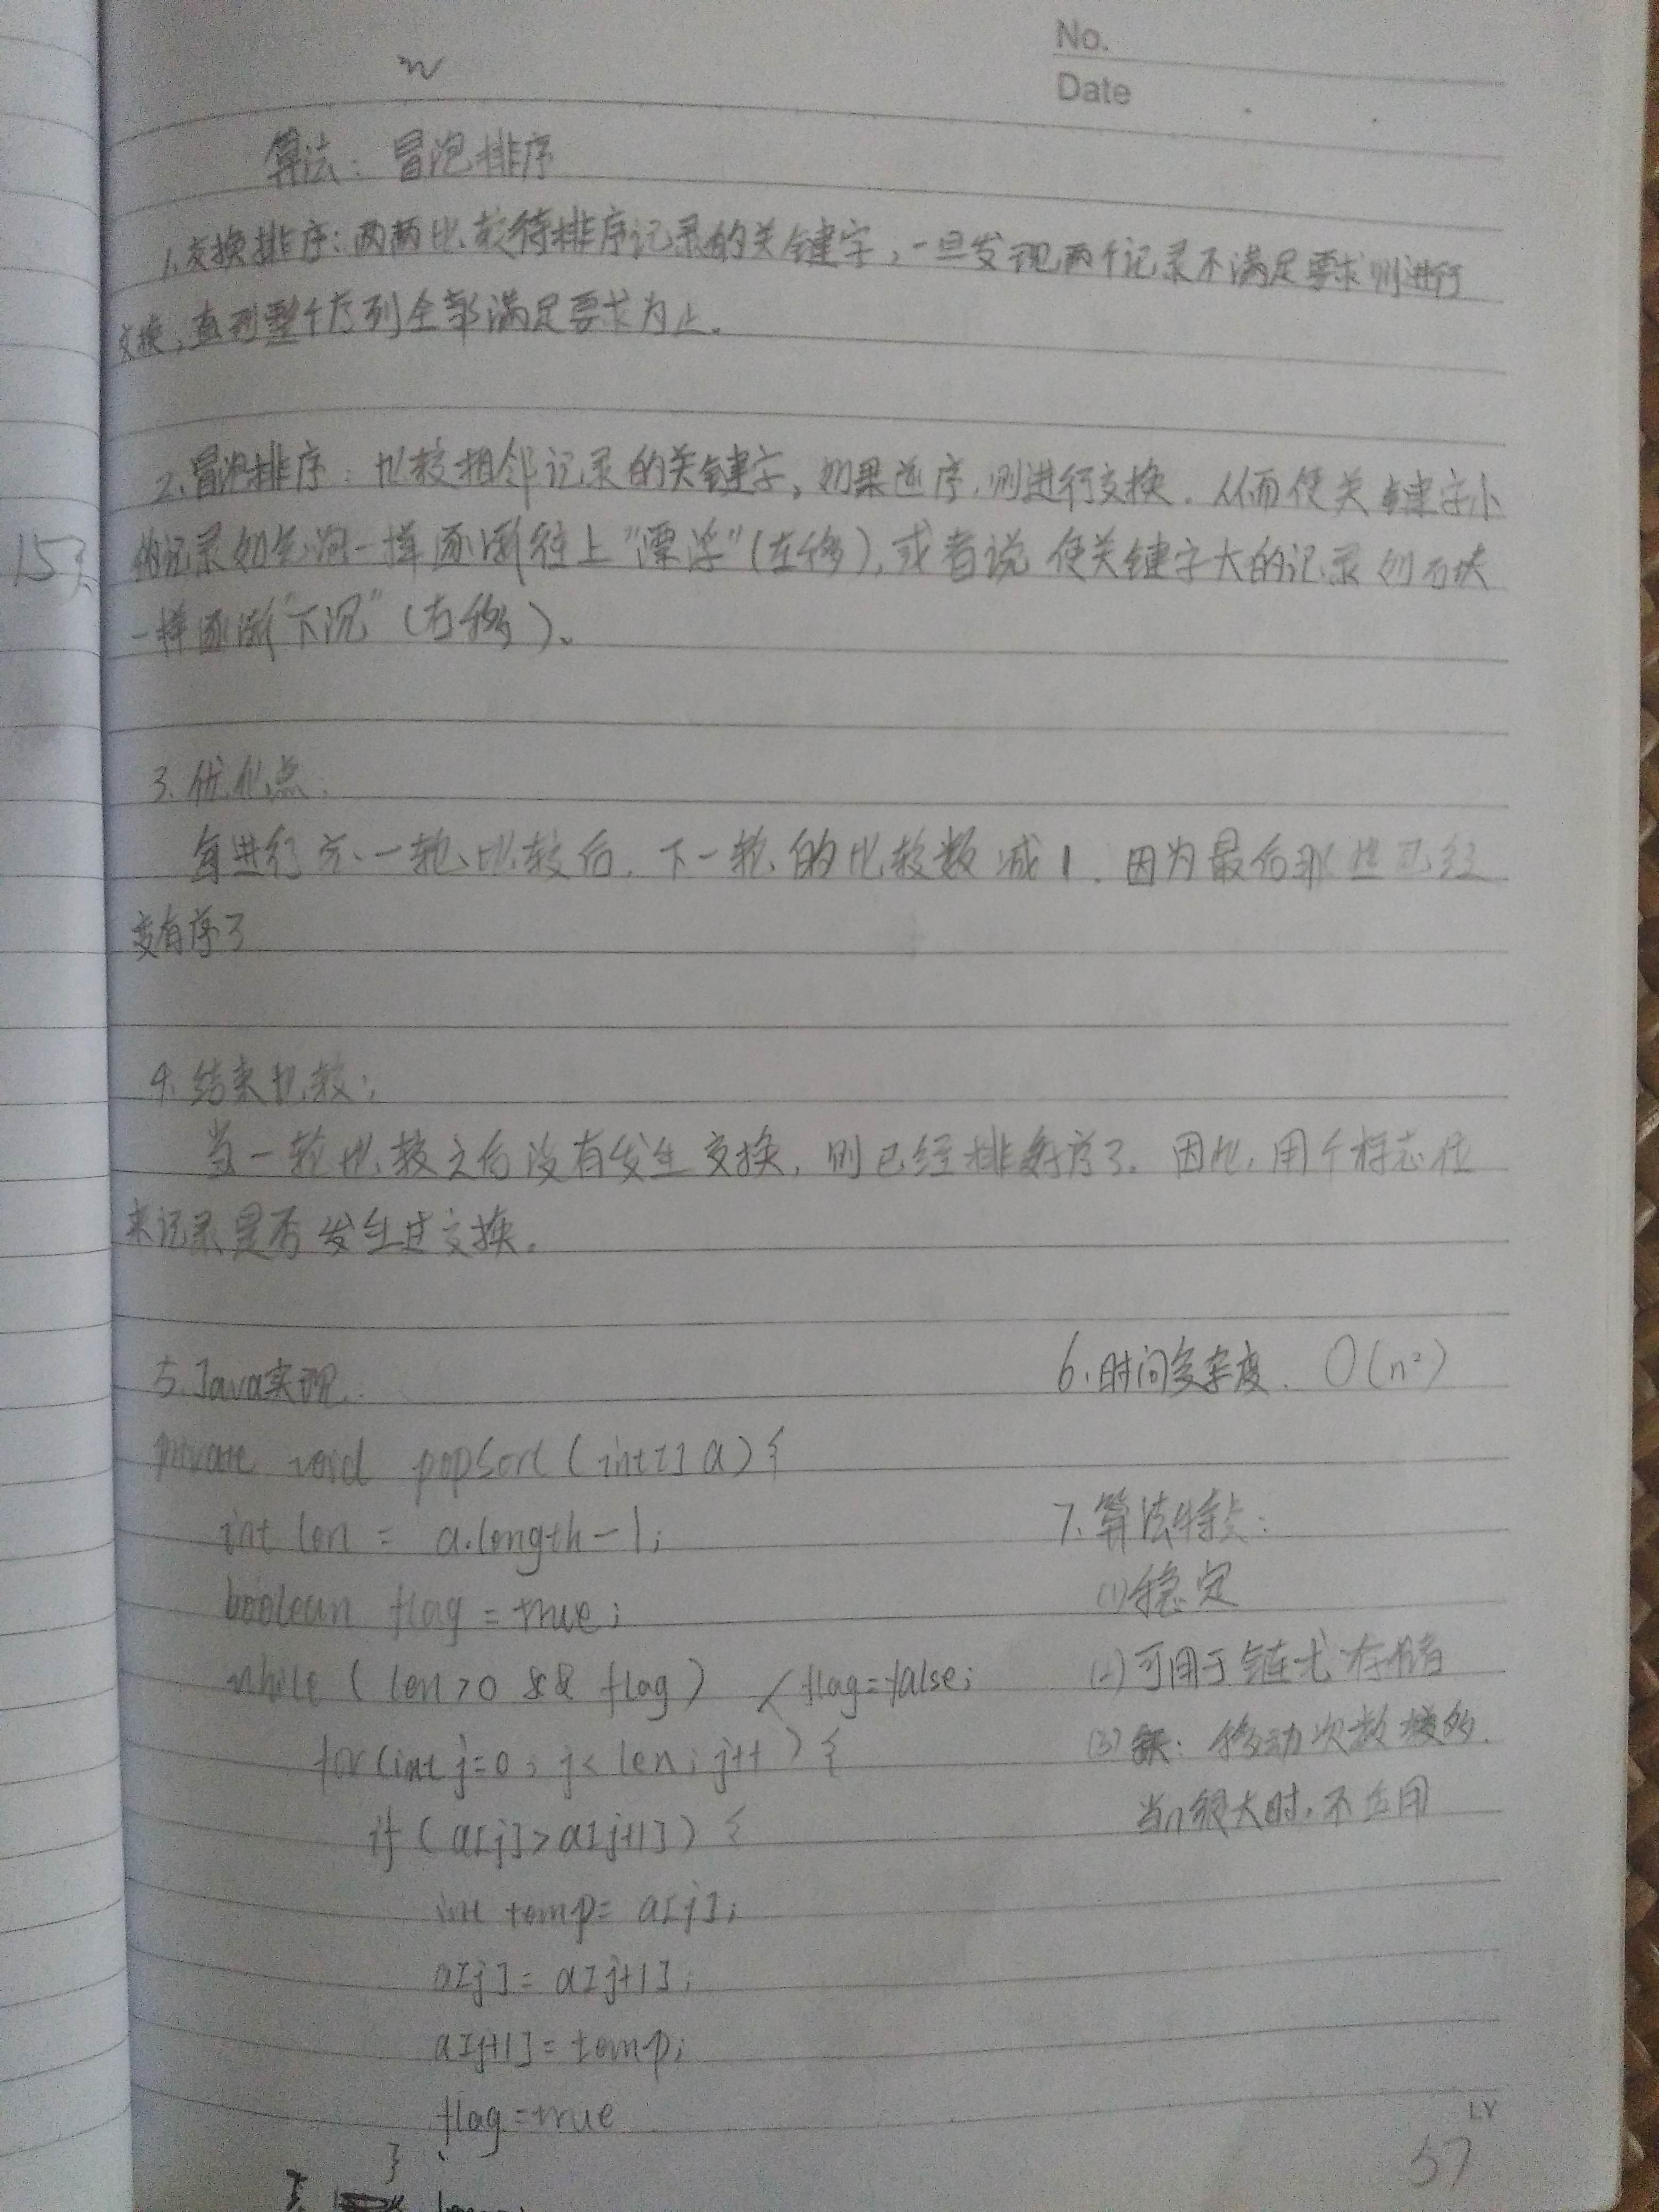 No.
Date
算法：冒泡排序
1.交换排序：两两比较待排序记录的关键字，一旦发现两个记录不满足要求则进行
交换，直到整个序列全部满足要求为止。
2.冒泡排序：比较相邻记录的关键字，如果逆序，则进行交换，从而使关键字小
的记录如气泡一样逐渐往上"漂浮"(左移)，或者说使关键字大的记录如石块
一样逐渐"下沉"(右移)。
15页
3.优化点：
每进行完一轮比较后，下一轮的比较数减1，因为最后那些已经
变有序了
4.结束比较：
当一轮比较之后没有发生交换，则已经排好序了。因此，用个标志位
来记录是否发生过交换。
5.Java实现：
private void popSort (int[] a) {
int len = a.length-1;
boolean flag = true;
while ( len>0 && flag ) { flag=false;
for(int j=0; j< len; j++ ) {
if ( a[j]>a[j+1] ) {
int temp= a[j];
a[j]= a[j+1];
a[j+1]= temp;
flag=true
}
}
6.时间复杂度. O(n²)
7.算法特点：
(1)稳定
(2)可用于链式存储
(3)缺：移动次数较多.
当n很大时，不适用
LY
57